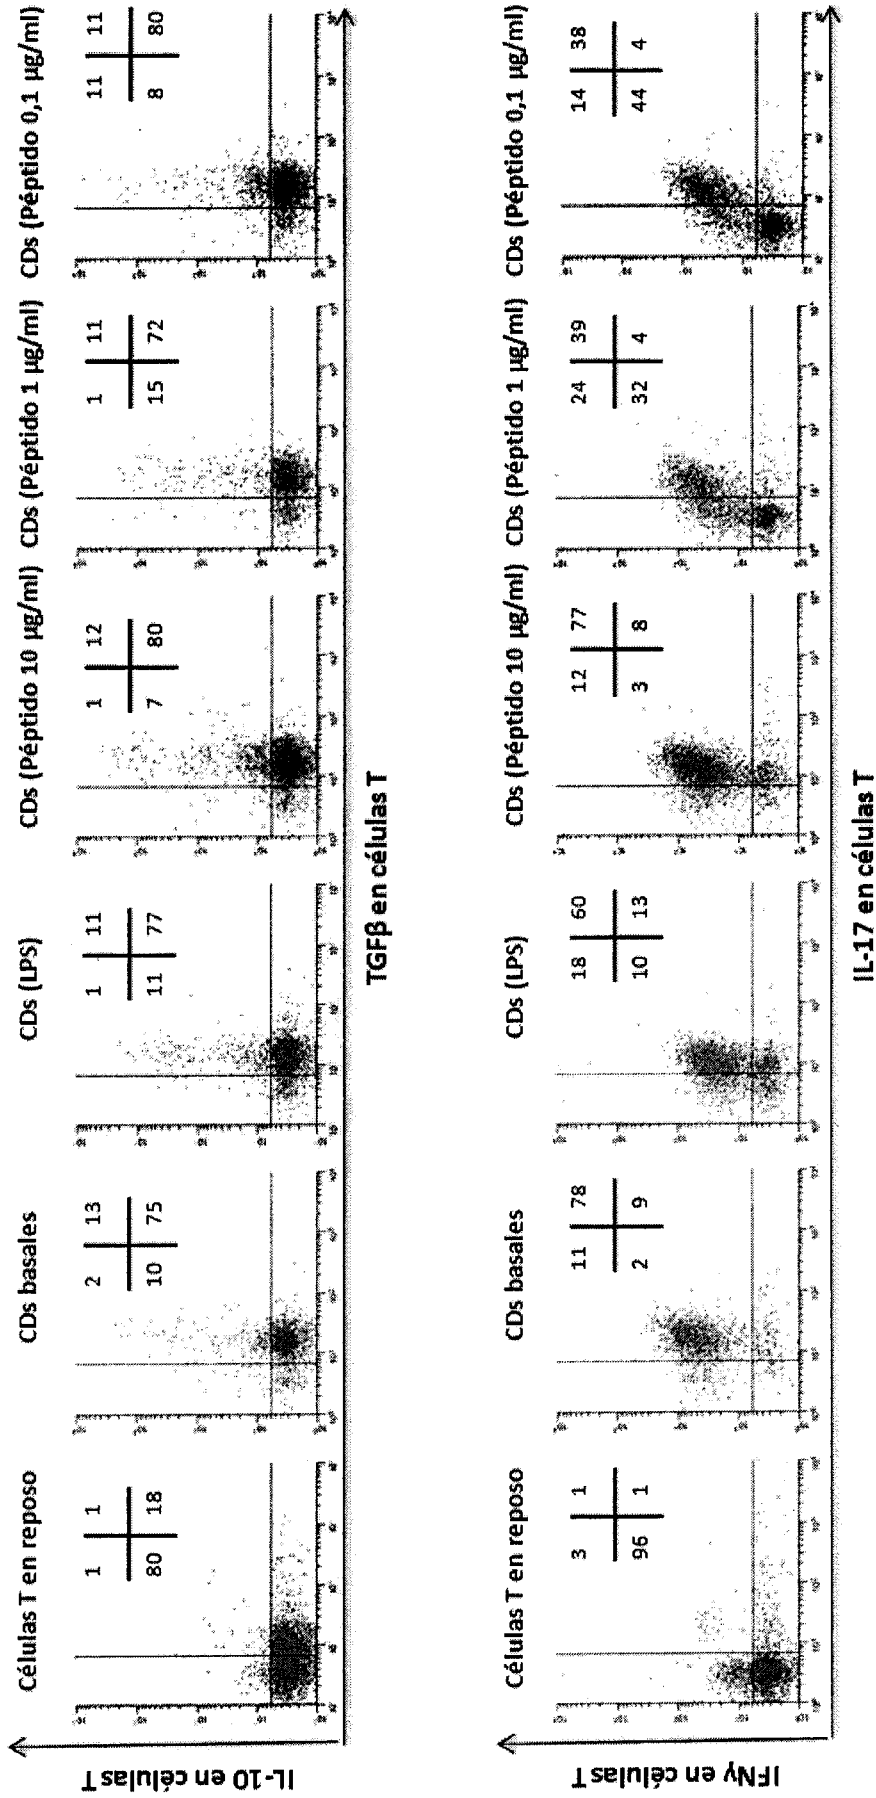 Células T en reposo
CDs basales
CDs (LPS)
CDs (Péptido 10 µg/ml)
CDs (Péptido 1 µg/ml)
CDs (Péptido 0,1 µg/ml)
1 1
80 18
2 13
10 75
1 11
11 77
1 12
7 80
1 11
15 72
11 11
8 80
IL-10 en células T
TGFβ en células T
Células T en reposo
CDs basales
CDs (LPS)
CDs (Péptido 10 µg/ml)
CDs (Péptido 1 µg/ml)
CDs (Péptido 0,1 µg/ml)
3 1
96 1
11 78
2 9
18 60
10 13
12 77
3 8
24 39
32 4
14 38
44 4
IFNγ en células T
IL-17 en células T